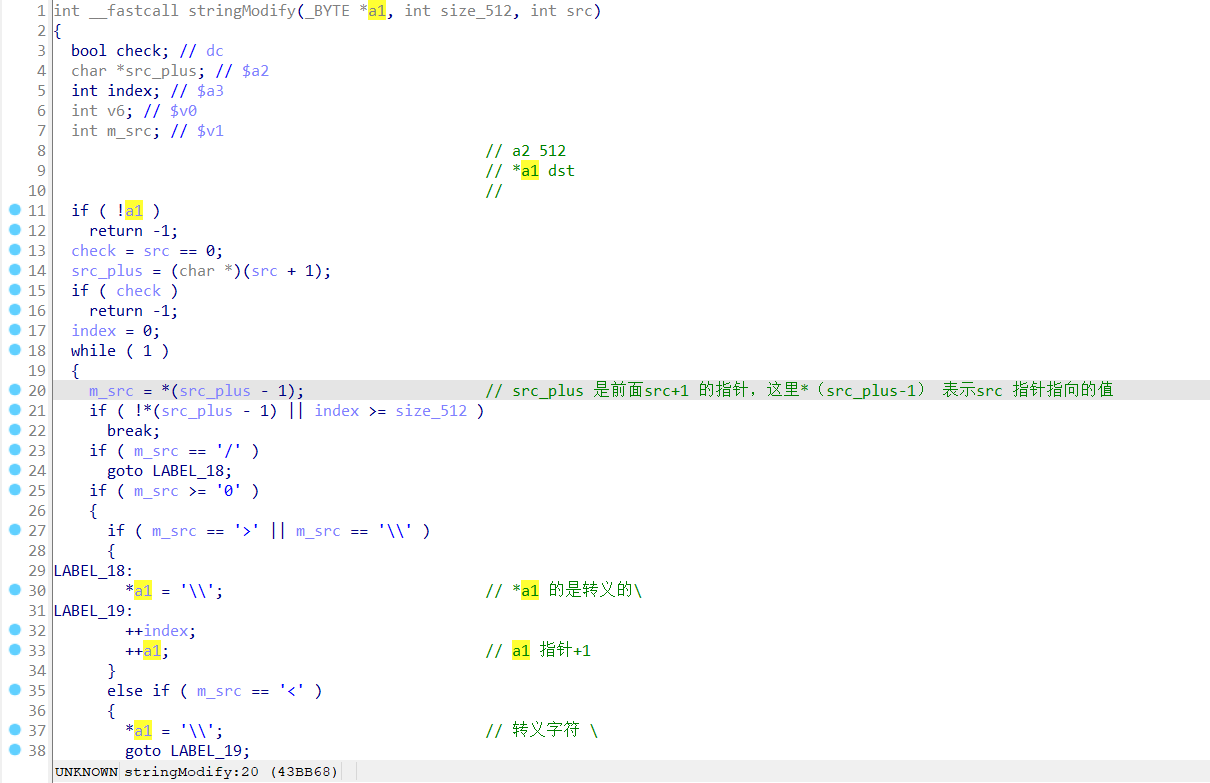 1 int __fastcall stringModify(_BYTE *a1, int size_512, int src)
2 {
3 bool check; // dc
4 char *src_plus; // $a2
5 int index; // $a3
6 int v6; // $v0
7 int m_src; // $v1
8 // a2 512
9 // *a1 dst
10 //
11 if ( !a1 )
12 return -1;
13 check = src == 0;
14 src_plus = (char *)(src + 1);
15 if ( check )
16 return -1;
17 index = 0;
18 while ( 1 )
19 {
20 m_src = *(src_plus - 1); // src_plus 是前面src+1 的指针，这里*（src_plus-1） 表示src 指针指向的值
21 if ( !*(src_plus - 1) || index >= size_512 )
22 break;
23 if ( m_src == '/' )
24 goto LABEL_18;
25 if ( m_src >= '0' )
26 {
27 if ( m_src == '>' || m_src == '\\' )
28 {
29 LABEL_18:
30 *a1 = '\\'; // *a1 的是转义的\
31 LABEL_19:
32 ++index;
33 ++a1; // a1 指针+1
34 }
35 else if ( m_src == '<' )
36 {
37 *a1 = '\\'; // 转义字符 \
38 goto LABEL_19;
UNKNOWN stringModify:20 (43BB68)